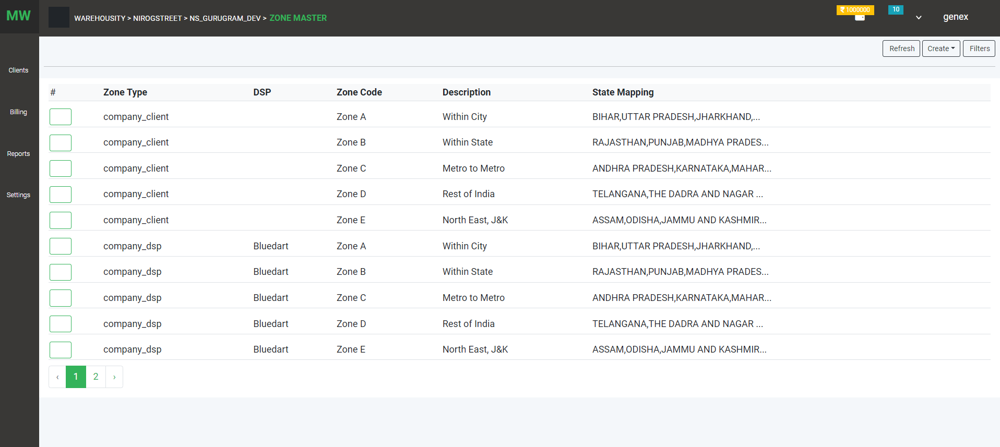 MW
WAREHOUSITY > NIROGSTREET > NS_GURUGRAM_DEV > ZONE MASTER
₹ 1000000
10
genex
Refresh
Create
Filters
Clients
Billing
Reports
Settings
# Zone Type DSP Zone Code Description State Mapping
company_client Zone A Within City BIHAR,UTTAR PRADESH,JHARKHAND,...
company_client Zone B Within State RAJASTHAN,PUNJAB,MADHYA PRADES...
company_client Zone C Metro to Metro ANDHRA PRADESH,KARNATAKA,MAHAR...
company_client Zone D Rest of India TELANGANA,THE DADRA AND NAGAR ...
company_client Zone E North East, J&K ASSAM,ODISHA,JAMMU AND KASHMIR...
company_dsp Bluedart Zone A Within City BIHAR,UTTAR PRADESH,JHARKHAND,...
company_dsp Bluedart Zone B Within State RAJASTHAN,PUNJAB,MADHYA PRADES...
company_dsp Bluedart Zone C Metro to Metro ANDHRA PRADESH,KARNATAKA,MAHAR...
company_dsp Bluedart Zone D Rest of India TELANGANA,THE DADRA AND NAGAR ...
company_dsp Bluedart Zone E North East, J&K ASSAM,ODISHA,JAMMU AND KASHMIR...
‹ 1 2 ›